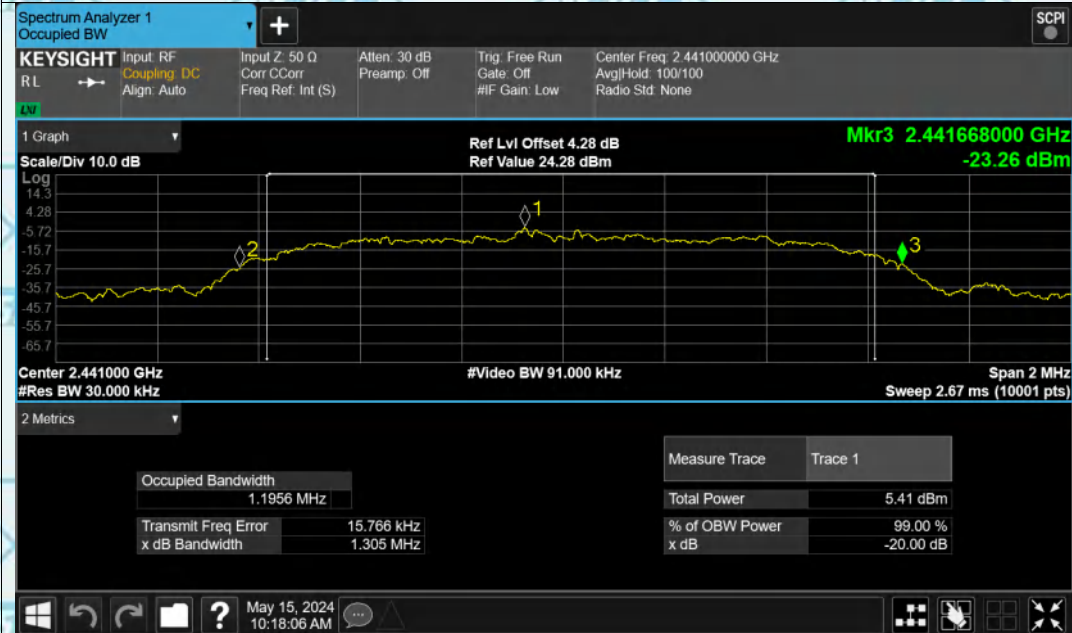 Spectrum Analyzer 1
Occupied BW
+
SCPI
KEYSIGHT Input: RF Input Z: 50 Ω Atten: 30 dB Trig: Free Run Center Freq: 2.441000000 GHz
RL Coupling: DC Corr CCorr Preamp: Off Gate: Off Avg|Hold: 100/100
Align: Auto Freq Ref: Int (S) #IF Gain: Low Radio Std: None
LXI
1 Graph Ref Lvl Offset 4.28 dB Mkr3 2.441668000 GHz
Scale/Div 10.0 dB Ref Value 24.28 dBm -23.26 dBm
Log
14.3
4.28
1
-5.72
-15.7
2
3
-25.7
-35.7
-45.7
-55.7
-65.7
Center 2.441000 GHz #Video BW 91.000 kHz Span 2 MHz
#Res BW 30.000 kHz Sweep 2.67 ms (10001 pts)
2 Metrics
Measure Trace Trace 1
Occupied Bandwidth
1.1956 MHz Total Power 5.41 dBm
Transmit Freq Error 15.766 kHz % of OBW Power 99.00 %
x dB Bandwidth 1.305 MHz x dB -20.00 dB
? May 15, 2024
10:18:06 AM